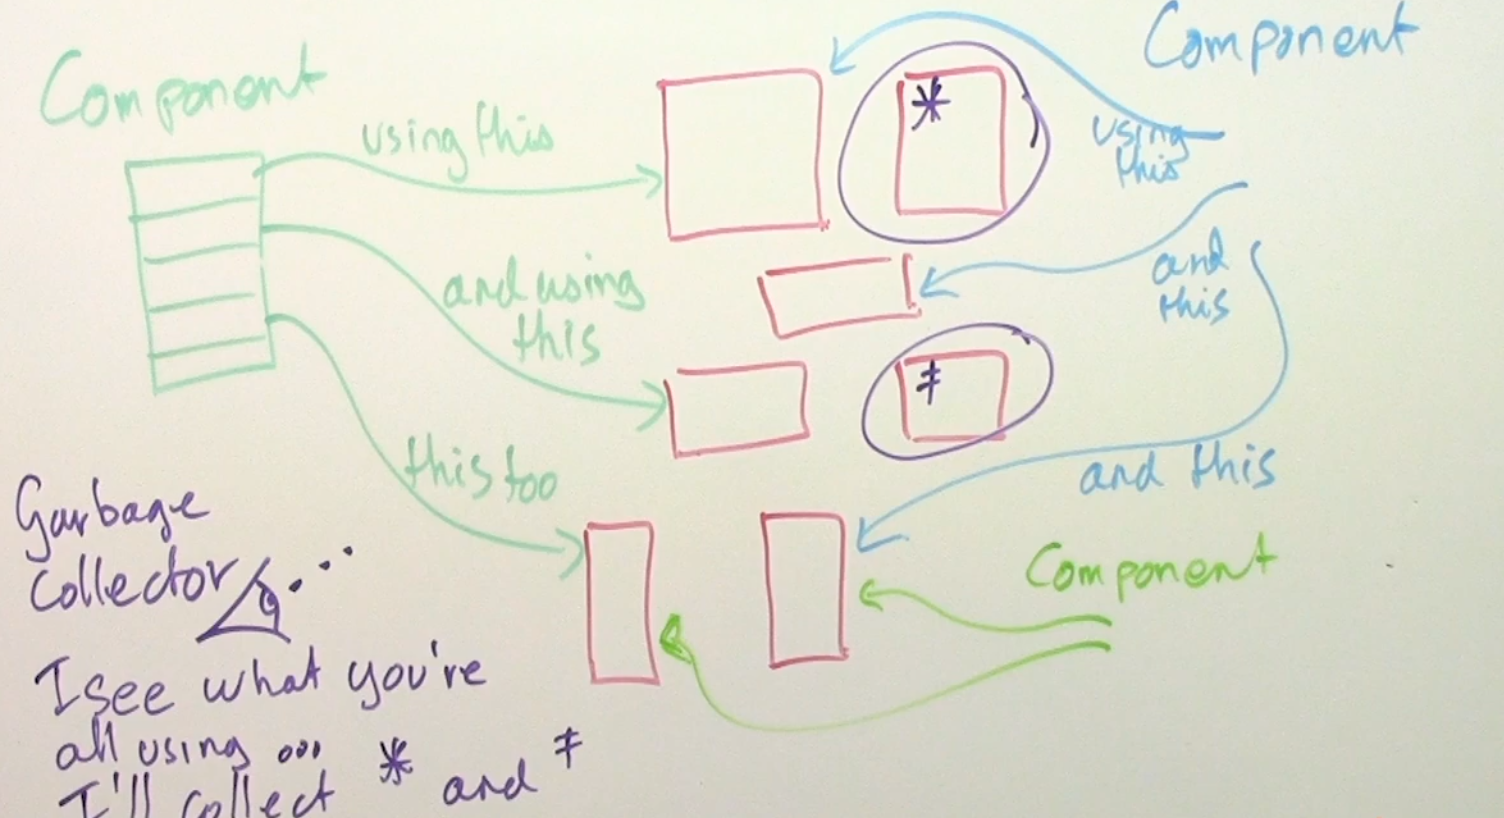 Component
using this
and using
this
this too
Component
using
this
and
this
and this
Component
*
ǂ
Garbage
Collector
I see what you're
all using ...
I'll collect * and ǂ